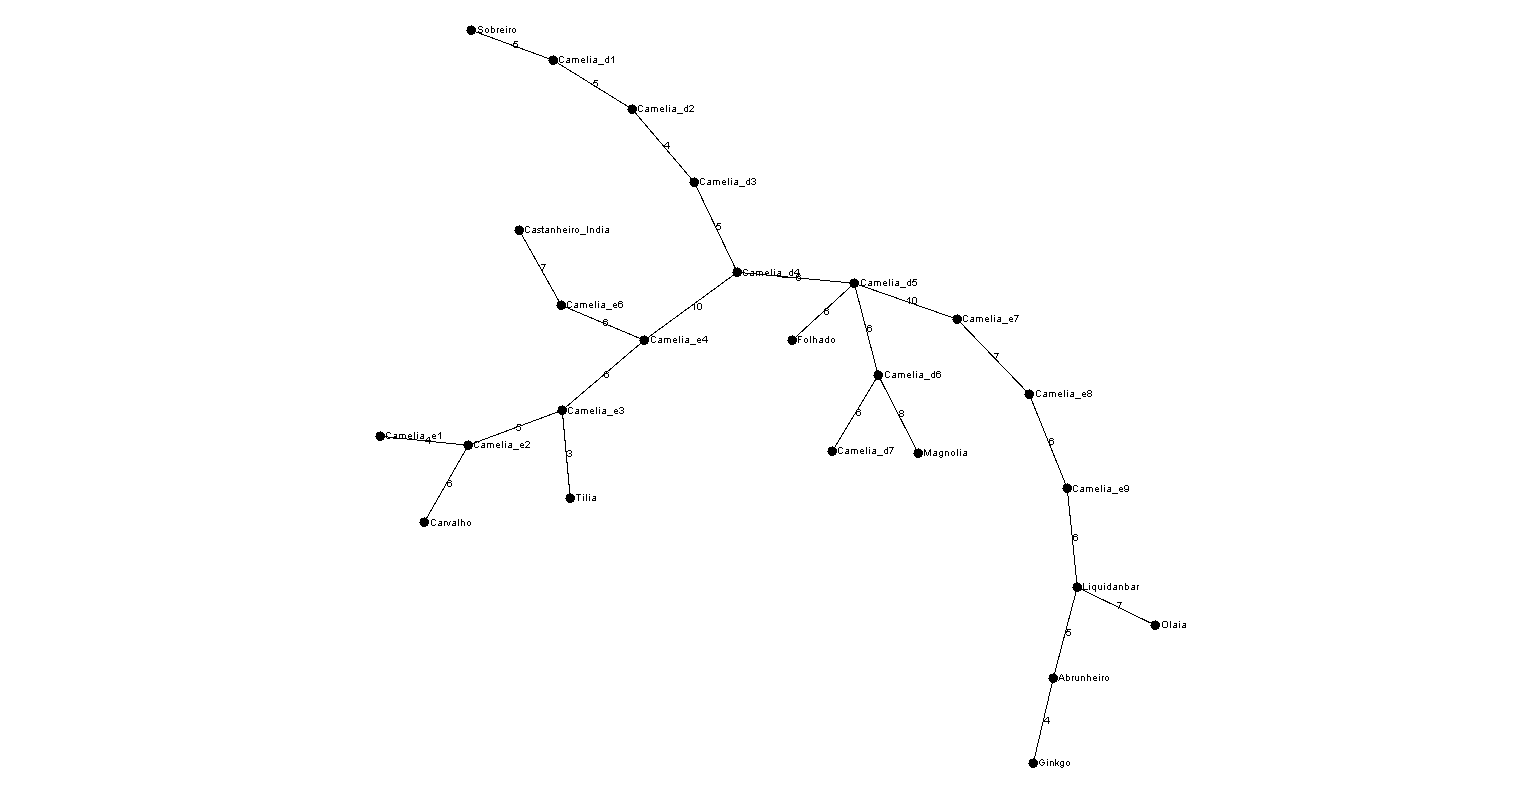 Sobreiro
5
Camelia_d1
5
Camelia_d2
4
Camelia_d3
5
Castanheiro_India
7
Camelia_d4
6
Camelia_d5
10
Camelia_e6
10
6
6
Camelia_e7
6
Camelia_e4
Folhado
7
6
Camelia_d6
Camelia_e8
Camelia_e3
6
8
5
Camelia_e1
4
Camelia_e2
6
Camelia_d7
Magnolia
3
6
Camelia_e9
Tilia
Carvalho
6
Liquidanbar
7
Olaia
5
Abrunheiro
4
Ginkgo